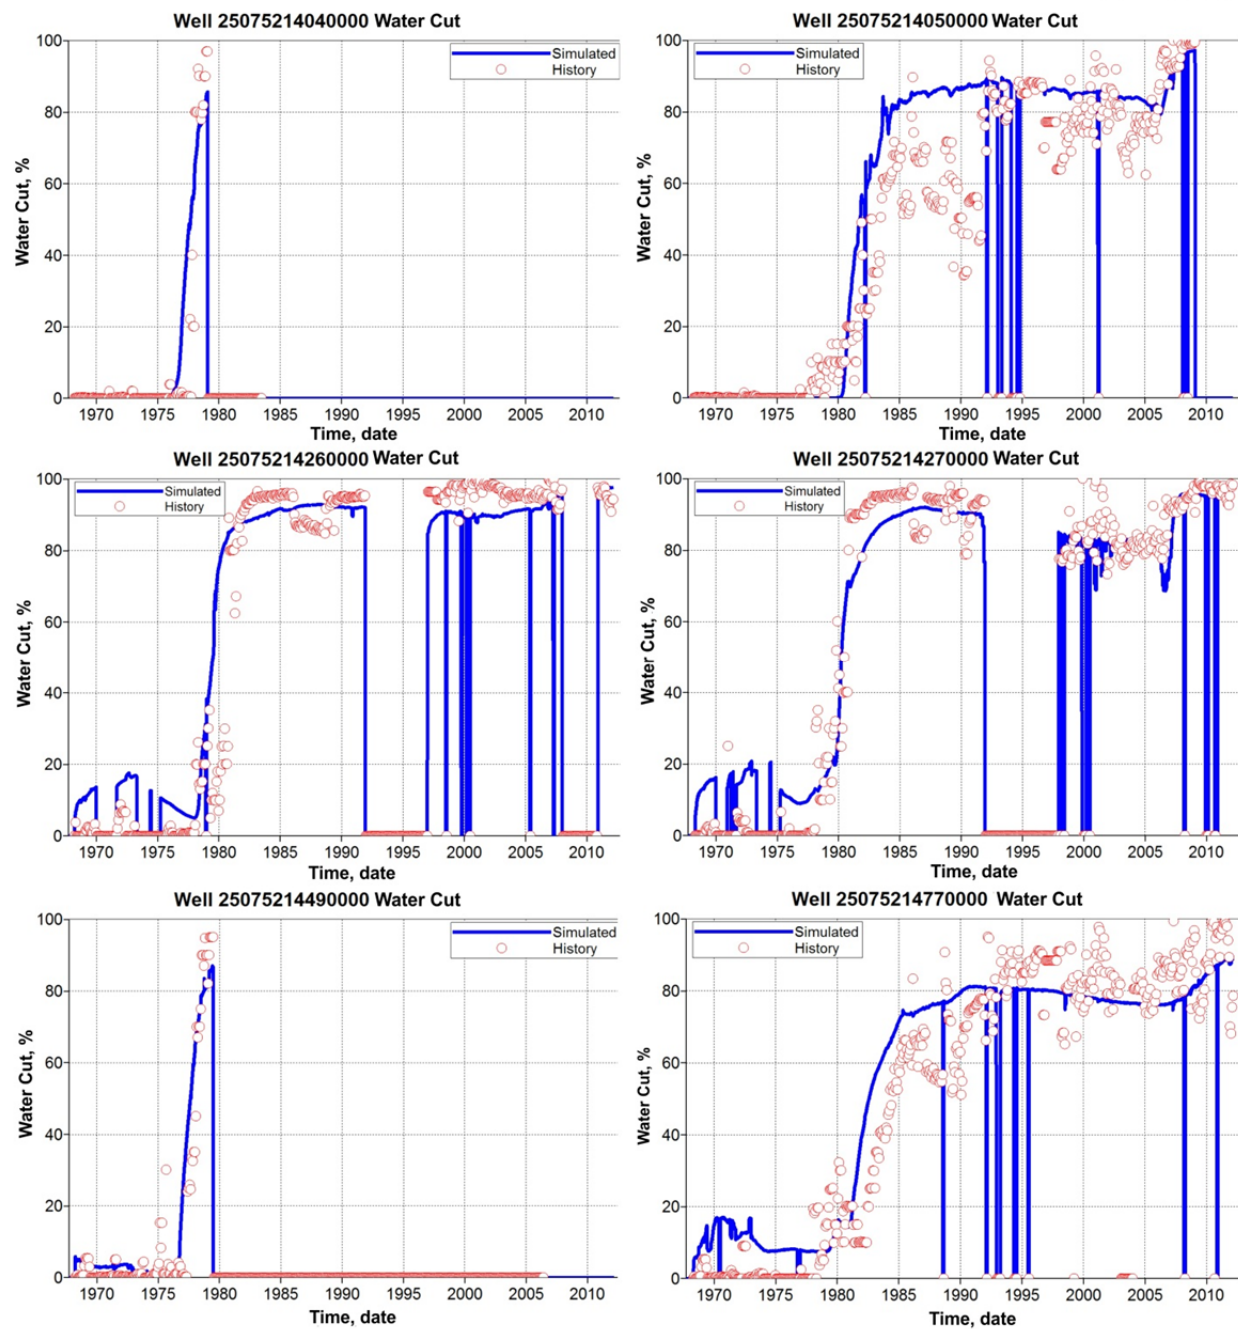 Well 25075214040000 Water Cut
Simulated
History
Water Cut, %
100
80
60
40
20
0
1970 1975 1980 1985 1990 1995 2000 2005 2010
Time, date
Well 25075214050000 Water Cut
Simulated
History
Water Cut, %
100
80
60
40
20
0
1970 1975 1980 1985 1990 1995 2000 2005 2010
Time, date
Well 25075214260000 Water Cut
Simulated
History
Water Cut, %
100
80
60
40
20
0
1970 1975 1980 1985 1990 1995 2000 2005 2010
Time, date
Well 25075214270000 Water Cut
Simulated
History
Water Cut, %
100
80
60
40
20
0
1970 1975 1980 1985 1990 1995 2000 2005 2010
Time, date
Well 25075214490000 Water Cut
Simulated
History
Water Cut, %
100
80
60
40
20
0
1970 1975 1980 1985 1990 1995 2000 2005 2010
Time, date
Well 25075214770000 Water Cut
Simulated
History
Water Cut, %
100
80
60
40
20
0
1970 1975 1980 1985 1990 1995 2000 2005 2010
Time, date